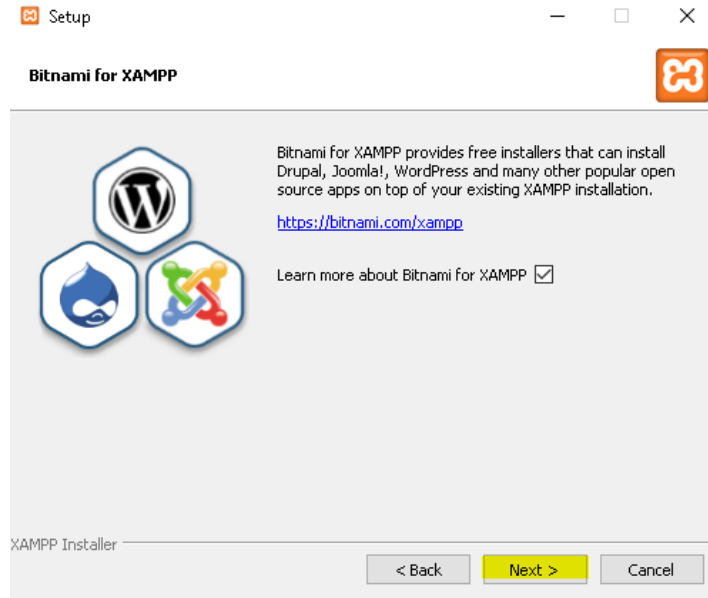 Setup
Bitnami for XAMPP
Bitnami for XAMPP provides free installers that can install
Drupal, Joomla!, WordPress and many other popular open
source apps on top of your existing XAMPP installation.
https://bitnami.com/xampp
Learn more about Bitnami for XAMPP
XAMPP Installer
< Back
Next >
Cancel